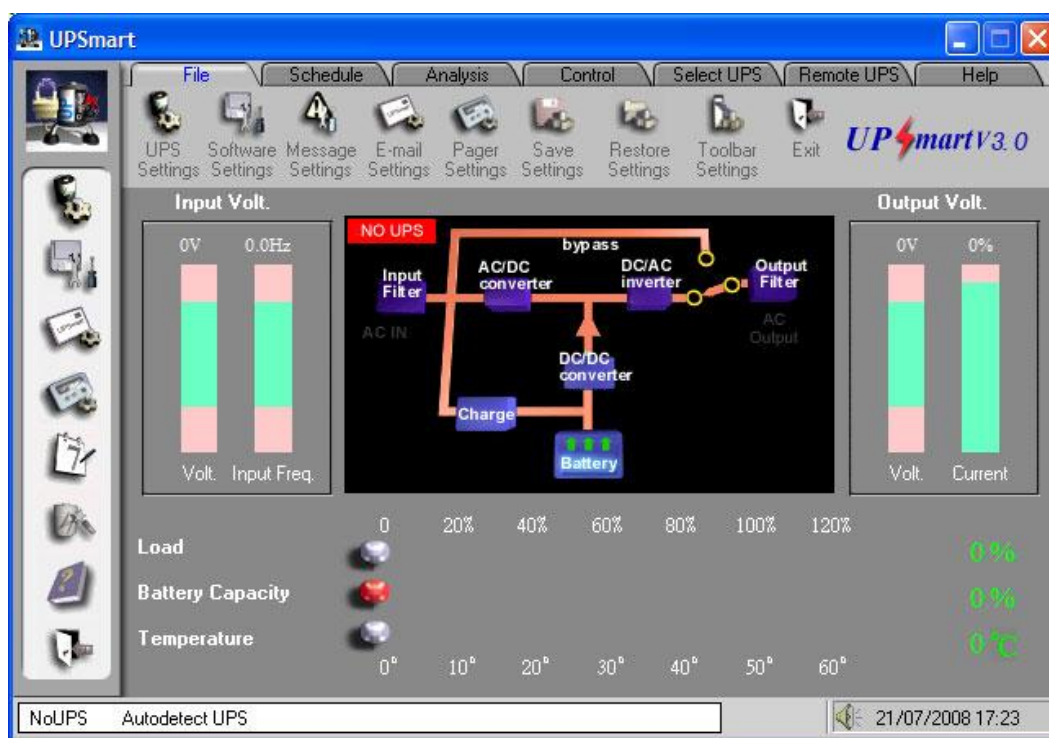 UPSmart
File Schedule Analysis Control Select UPS Remote UPS Help
UPS Settings
Software Settings
Message Settings
E-mail Settings
Pager Settings
Save Settings
Restore Settings
Toolbar Settings
Exit
UPSmart V3.0
Input Volt.
0V 0.0Hz
Volt. Input Freq.
NO UPS
bypass
Input Filter
AC/DC converter
DC/AC inverter
Output Filter
AC IN
AC Output
DC/DC converter
Charge
Battery
Output Volt.
0V 0%
Volt. Current
0 20% 40% 60% 80% 100% 120%
Load 0%
Battery Capacity 0%
Temperature 0°C
0° 10° 20° 30° 40° 50° 60°
NoUPS Autodetect UPS 21/07/2008 17:23